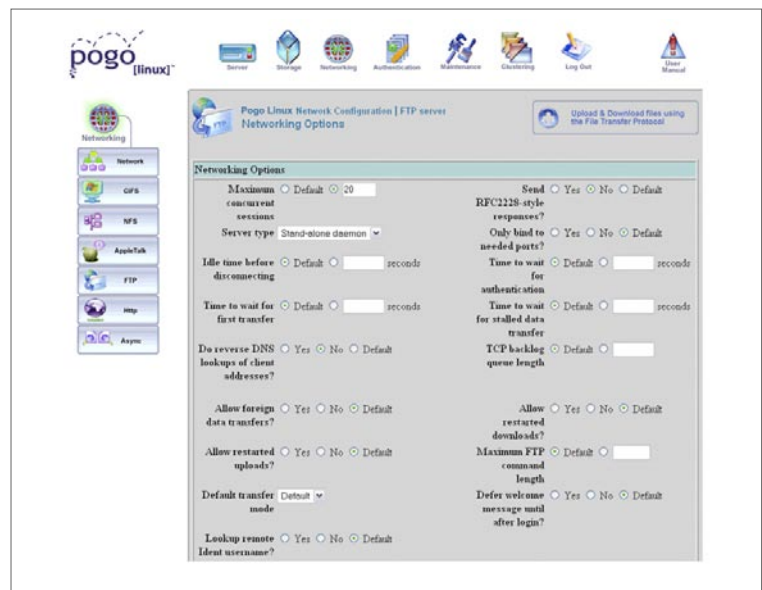 pogo
[linux]™
Server
Storage
Networking
Authentication
Maintenance
Clustering
Log Out
User
Manual
Networking
Network
CIFS
NFS
AppleTalk
FTP
Http
Async
FTP
Pogo Linux Network Configuration | FTP server
Networking Options
Upload & Download files using
the File Transfer Protocol
Networking Options
Maximum
concurrent
sessions
Default
20
Send
RFC2228-style
responses?
Yes No Default
Server type
Stand-alone daemon
Only bind to
needed ports?
Yes No Default
Idle time before
disconnecting
Default
seconds
Time to wait
for
authentication
Default
seconds
Time to wait for
first transfer
Default
seconds
Time to wait
for stalled data
transfer
Default
seconds
Do reverse DNS
lookups of client
addresses?
Yes No Default
TCP backlog
queue length
Default
Allow foreign
data transfers?
Yes No Default
Allow
restarted
downloads?
Yes No Default
Allow restarted
uploads?
Yes No Default
Maximum FTP
command
length
Default
Default transfer
mode
Default
Defer welcome
message until
after login?
Yes No Default
Lookup remote
Ident username?
Yes No Default